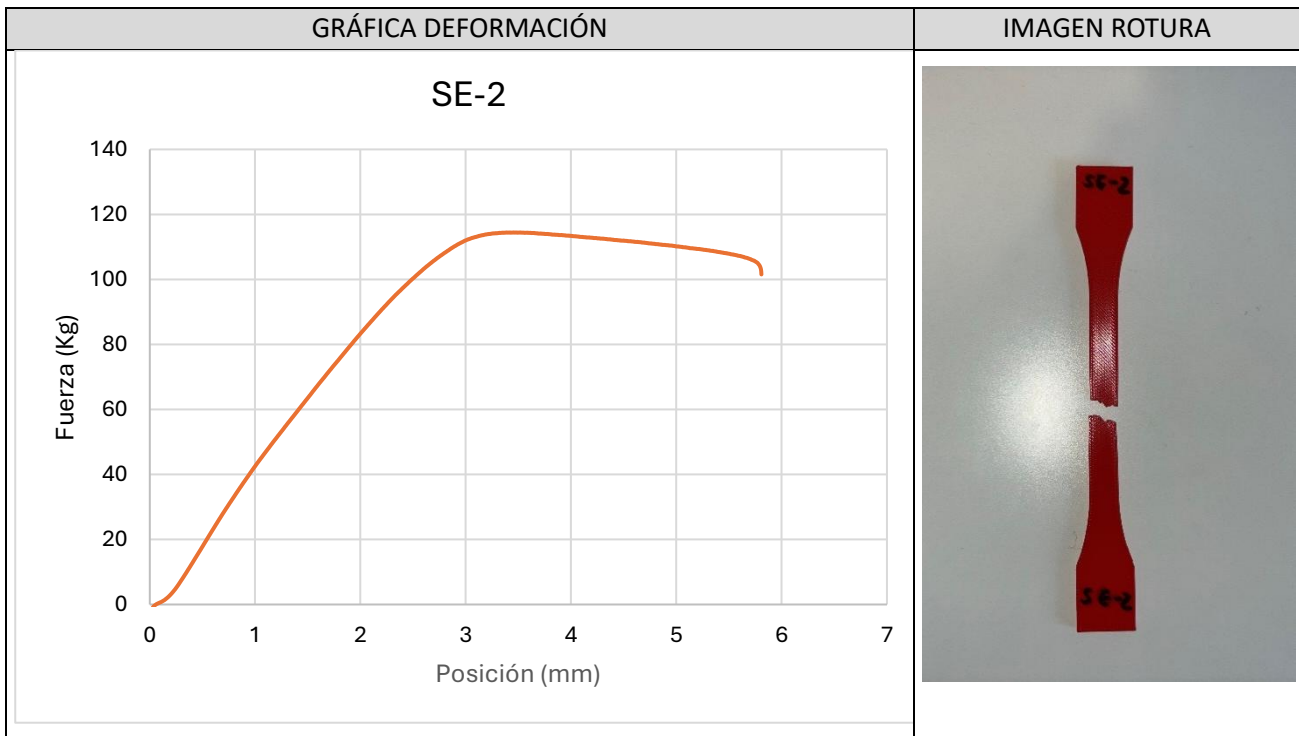 GRÁFICA DEFORMACIÓN
IMAGEN ROTURA
SE-2
140
120
100
80
60
40
20
0
Fuerza (Kg)
0 1 2 3 4 5 6 7
Posición (mm)
SE-2
SE-2